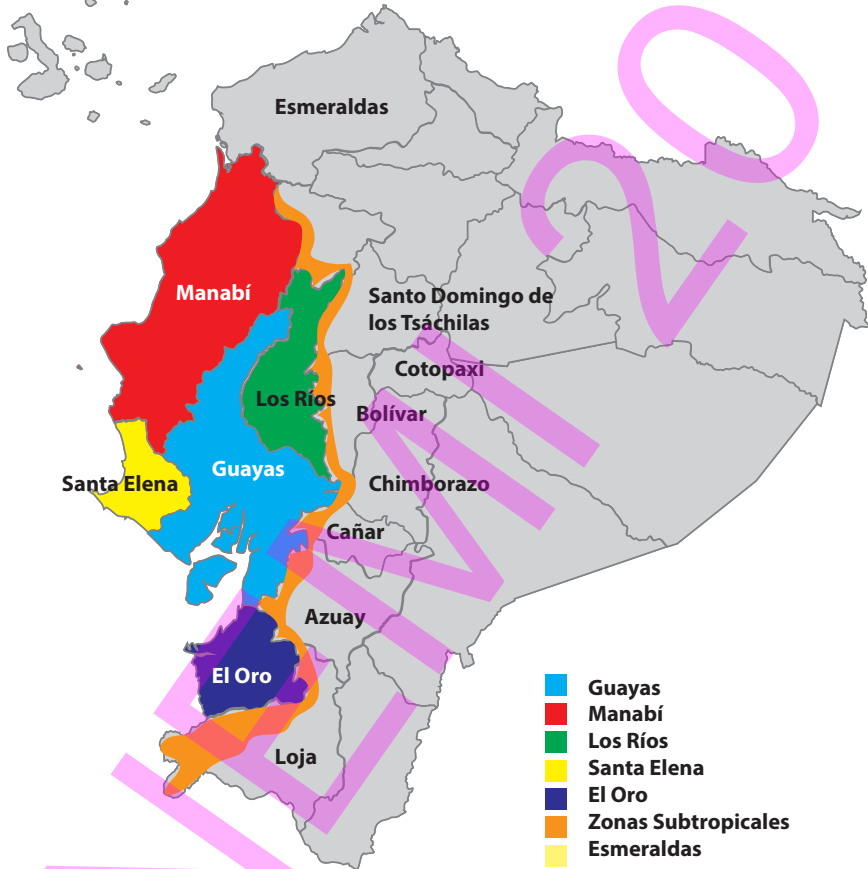 Esmeraldas
Manabí
Santo Domingo de
los Tsáchilas
Cotopaxi
Los Ríos
Bolívar
Guayas
Santa Elena
Chimborazo
Cañar
Azuay
El Oro
Loja
Guayas
Manabí
Los Ríos
Santa Elena
El Oro
Zonas Subtropicales
Esmeraldas